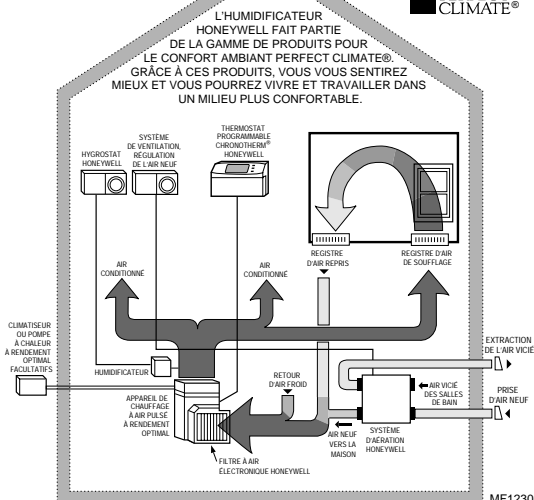 CLIMATE®
L'HUMIDIFICATEUR
HONEYWELL FAIT PARTIE
DE LA GAMME DE PRODUITS POUR
LE CONFORT AMBIANT PERFECT CLIMATE®.
GRÂCE À CES PRODUITS, VOUS VOUS SENTIREZ
MIEUX ET VOUS POURREZ VIVRE ET TRAVAILLER DANS
UN MILIEU PLUS CONFORTABLE.
HYGROSTAT
HONEYWELL
SYSTÈME
DE VENTILATION,
RÉGULATION
DE L'AIR NEUF
THERMOSTAT
PROGRAMMABLE
CHRONOTHERM®
HONEYWELL
REGISTRE
D'AIR REPRIS
REGISTRE D'AIR
DE SOUFFLAGE
AIR
CONDITIONNÉ
AIR
CONDITIONNÉ
CLIMATISEUR
OU POMPE
À CHALEUR
À RENDEMENT
OPTIMAL
FACULTATIFS
HUMIDIFICATEUR
APPAREIL DE
CHAUFFAGE
À AIR PULSÉ
À RENDEMENT
OPTIMAL
RETOUR
D'AIR FROID
FILTRE À AIR
ÉLECTRONIQUE HONEYWELL
AIR NEUF
VERS LA
MAISON
SYSTÈME
D'AÉRATION
HONEYWELL
AIR VICIÉ
DES SALLES
DE BAIN
EXTRACTION
DE L'AIR VICIÉ
PRISE
D'AIR NEUF
MF1230